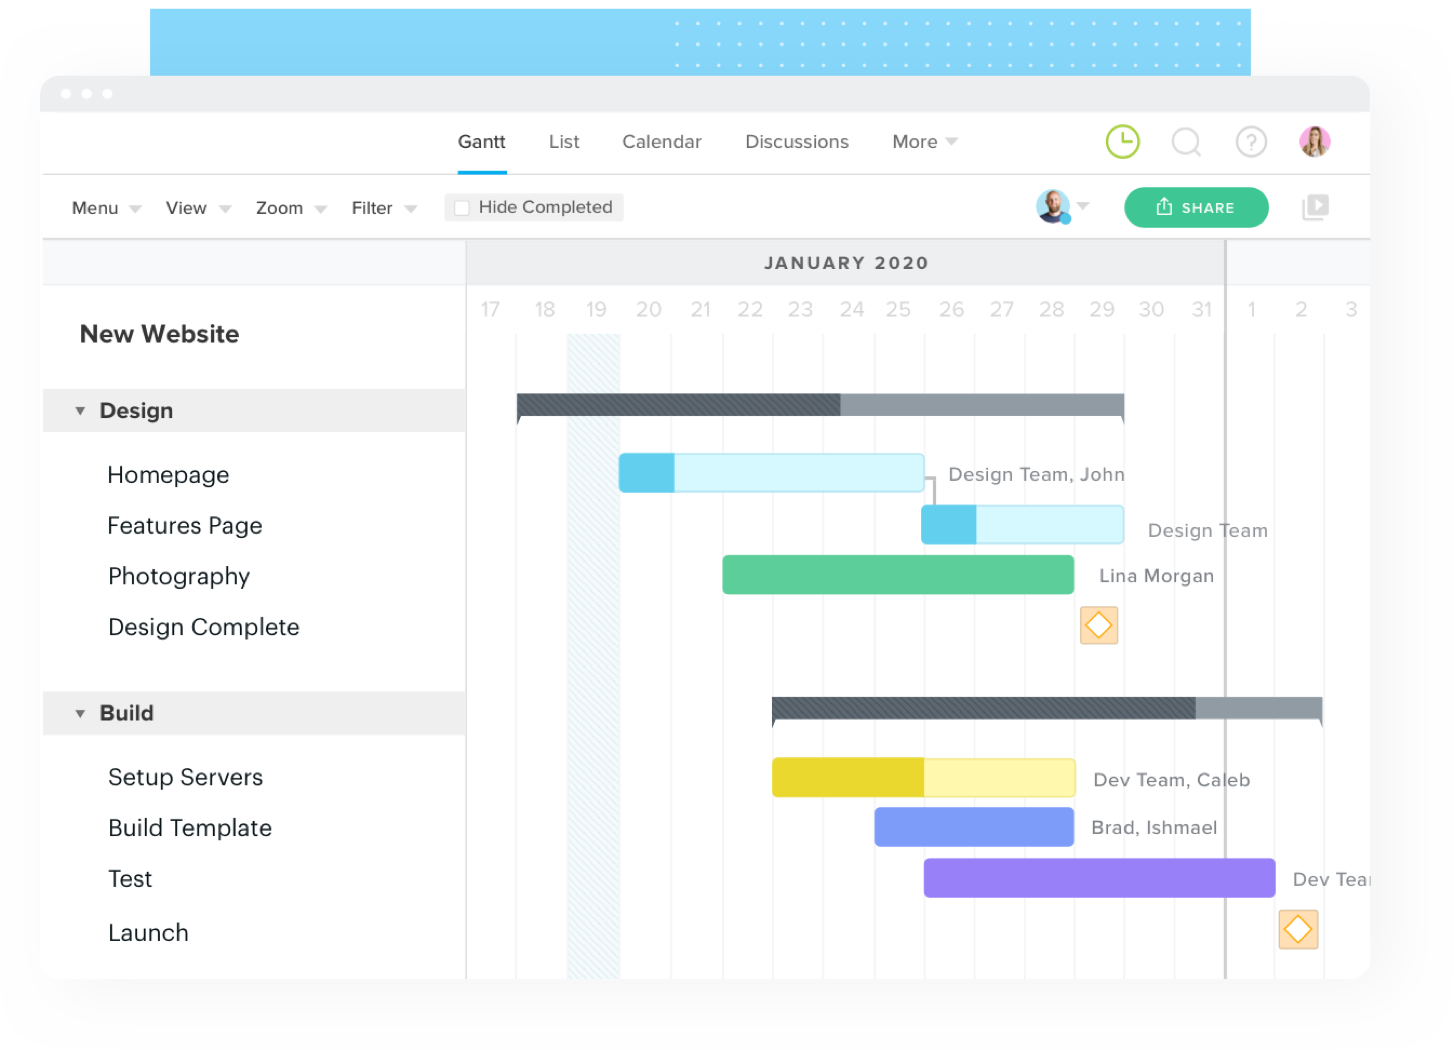 Gantt List Calendar Discussions More ?
Menu View Zoom Filter Hide Completed SHARE
JANUARY 2020
17 18 19 20 21 22 23 24 25 26 27 28 29 30 31 1 2 3
New Website
Design
Homepage Design Team, John
Features Page Design Team
Photography Lina Morgan
Design Complete
Build
Setup Servers Dev Team, Caleb
Build Template Brad, Ishmael
Test Dev
Launch